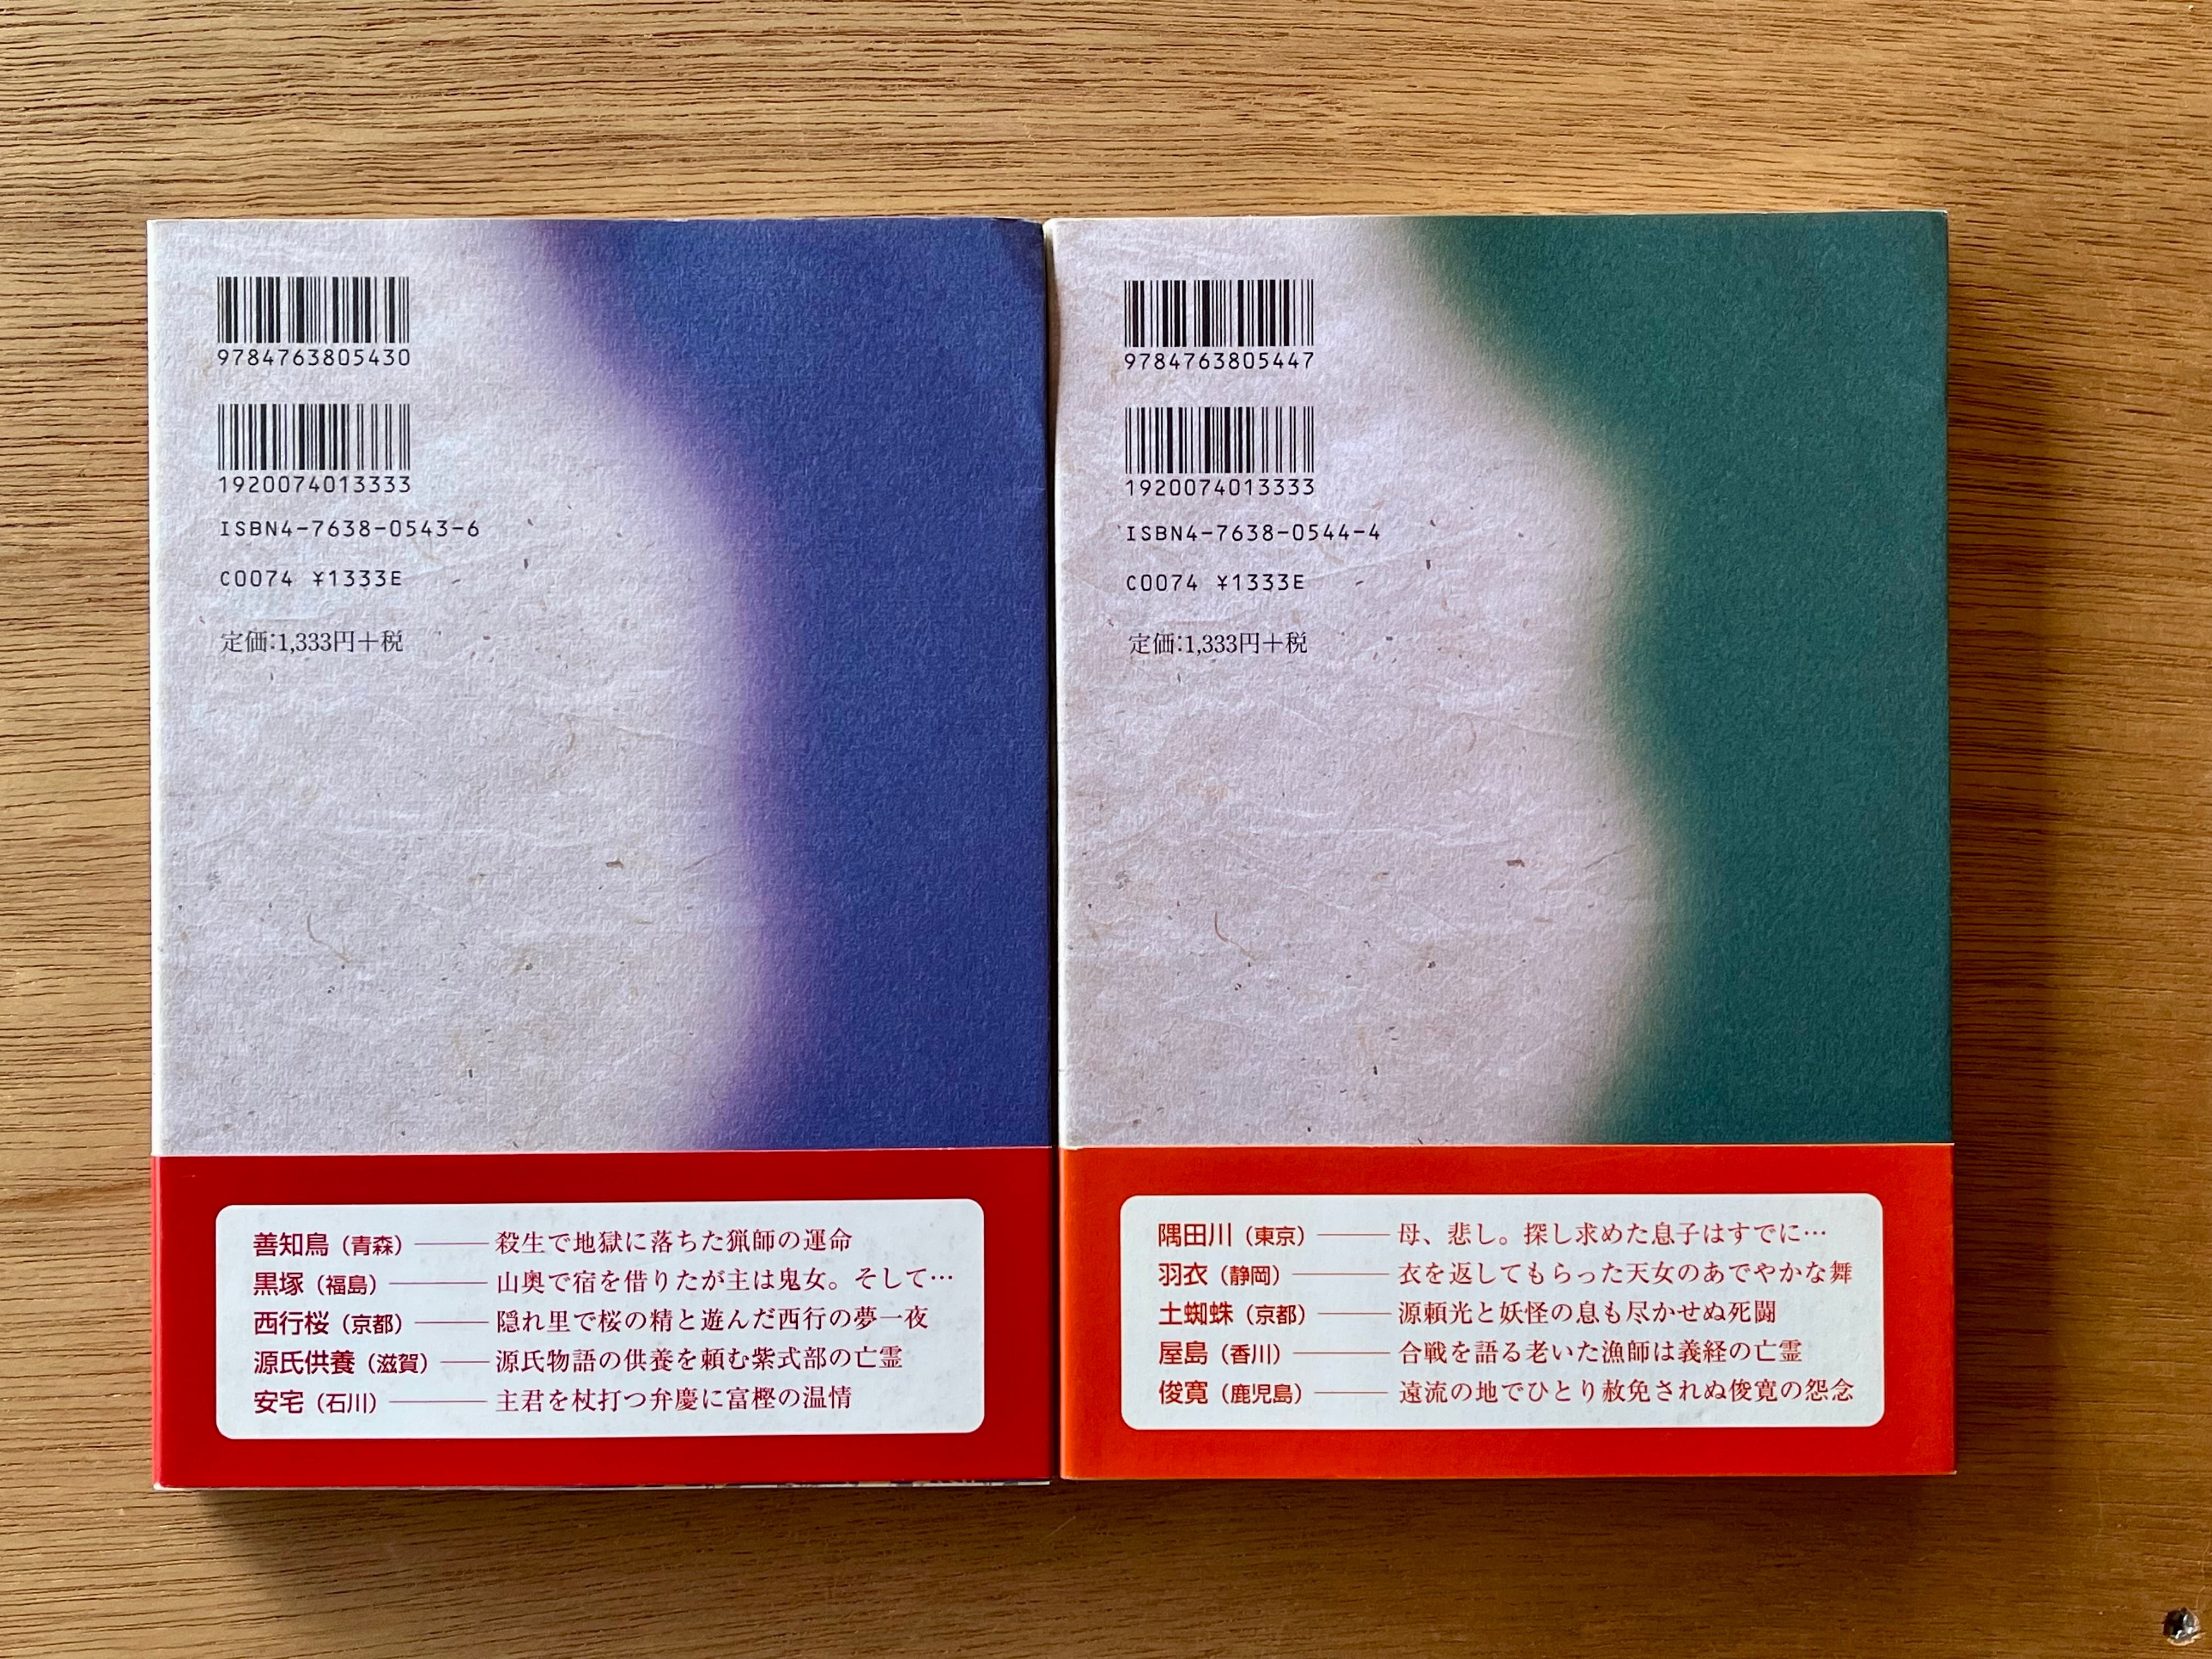 9784763805430
1920074013333
ISBN4-7638-0543-6
C0074 ¥1333E
定価:1,333円+税
善知鳥（青森）―――殺生で地獄に落ちた猟師の運命
黒塚（福島）―――山奥で宿を借りたが主は鬼女。そして…
西行桜（京都）―――隠れ里で桜の精と遊んだ西行の夢一夜
源氏供養（滋賀）―――源氏物語の供養を頼む紫式部の亡霊
安宅（石川）―――主君を杖打つ弁慶に富樫の温情
9784763805447
1920074013333
ISBN4-7638-0544-4
C0074 ¥1333E
定価:1,333円+税
隅田川（東京）―――母、悲し。探し求めた息子はすでに…
羽衣（静岡）―――衣を返してもらった天女のあでやかな舞
土蜘蛛（京都）―――源頼光と妖怪の息も尽かせぬ死闘
屋島（香川）―――合戦を語る老いた漁師は義経の亡霊
俊寛（鹿児島）―――遠流の地でひとり赦免されぬ俊寛の怨念